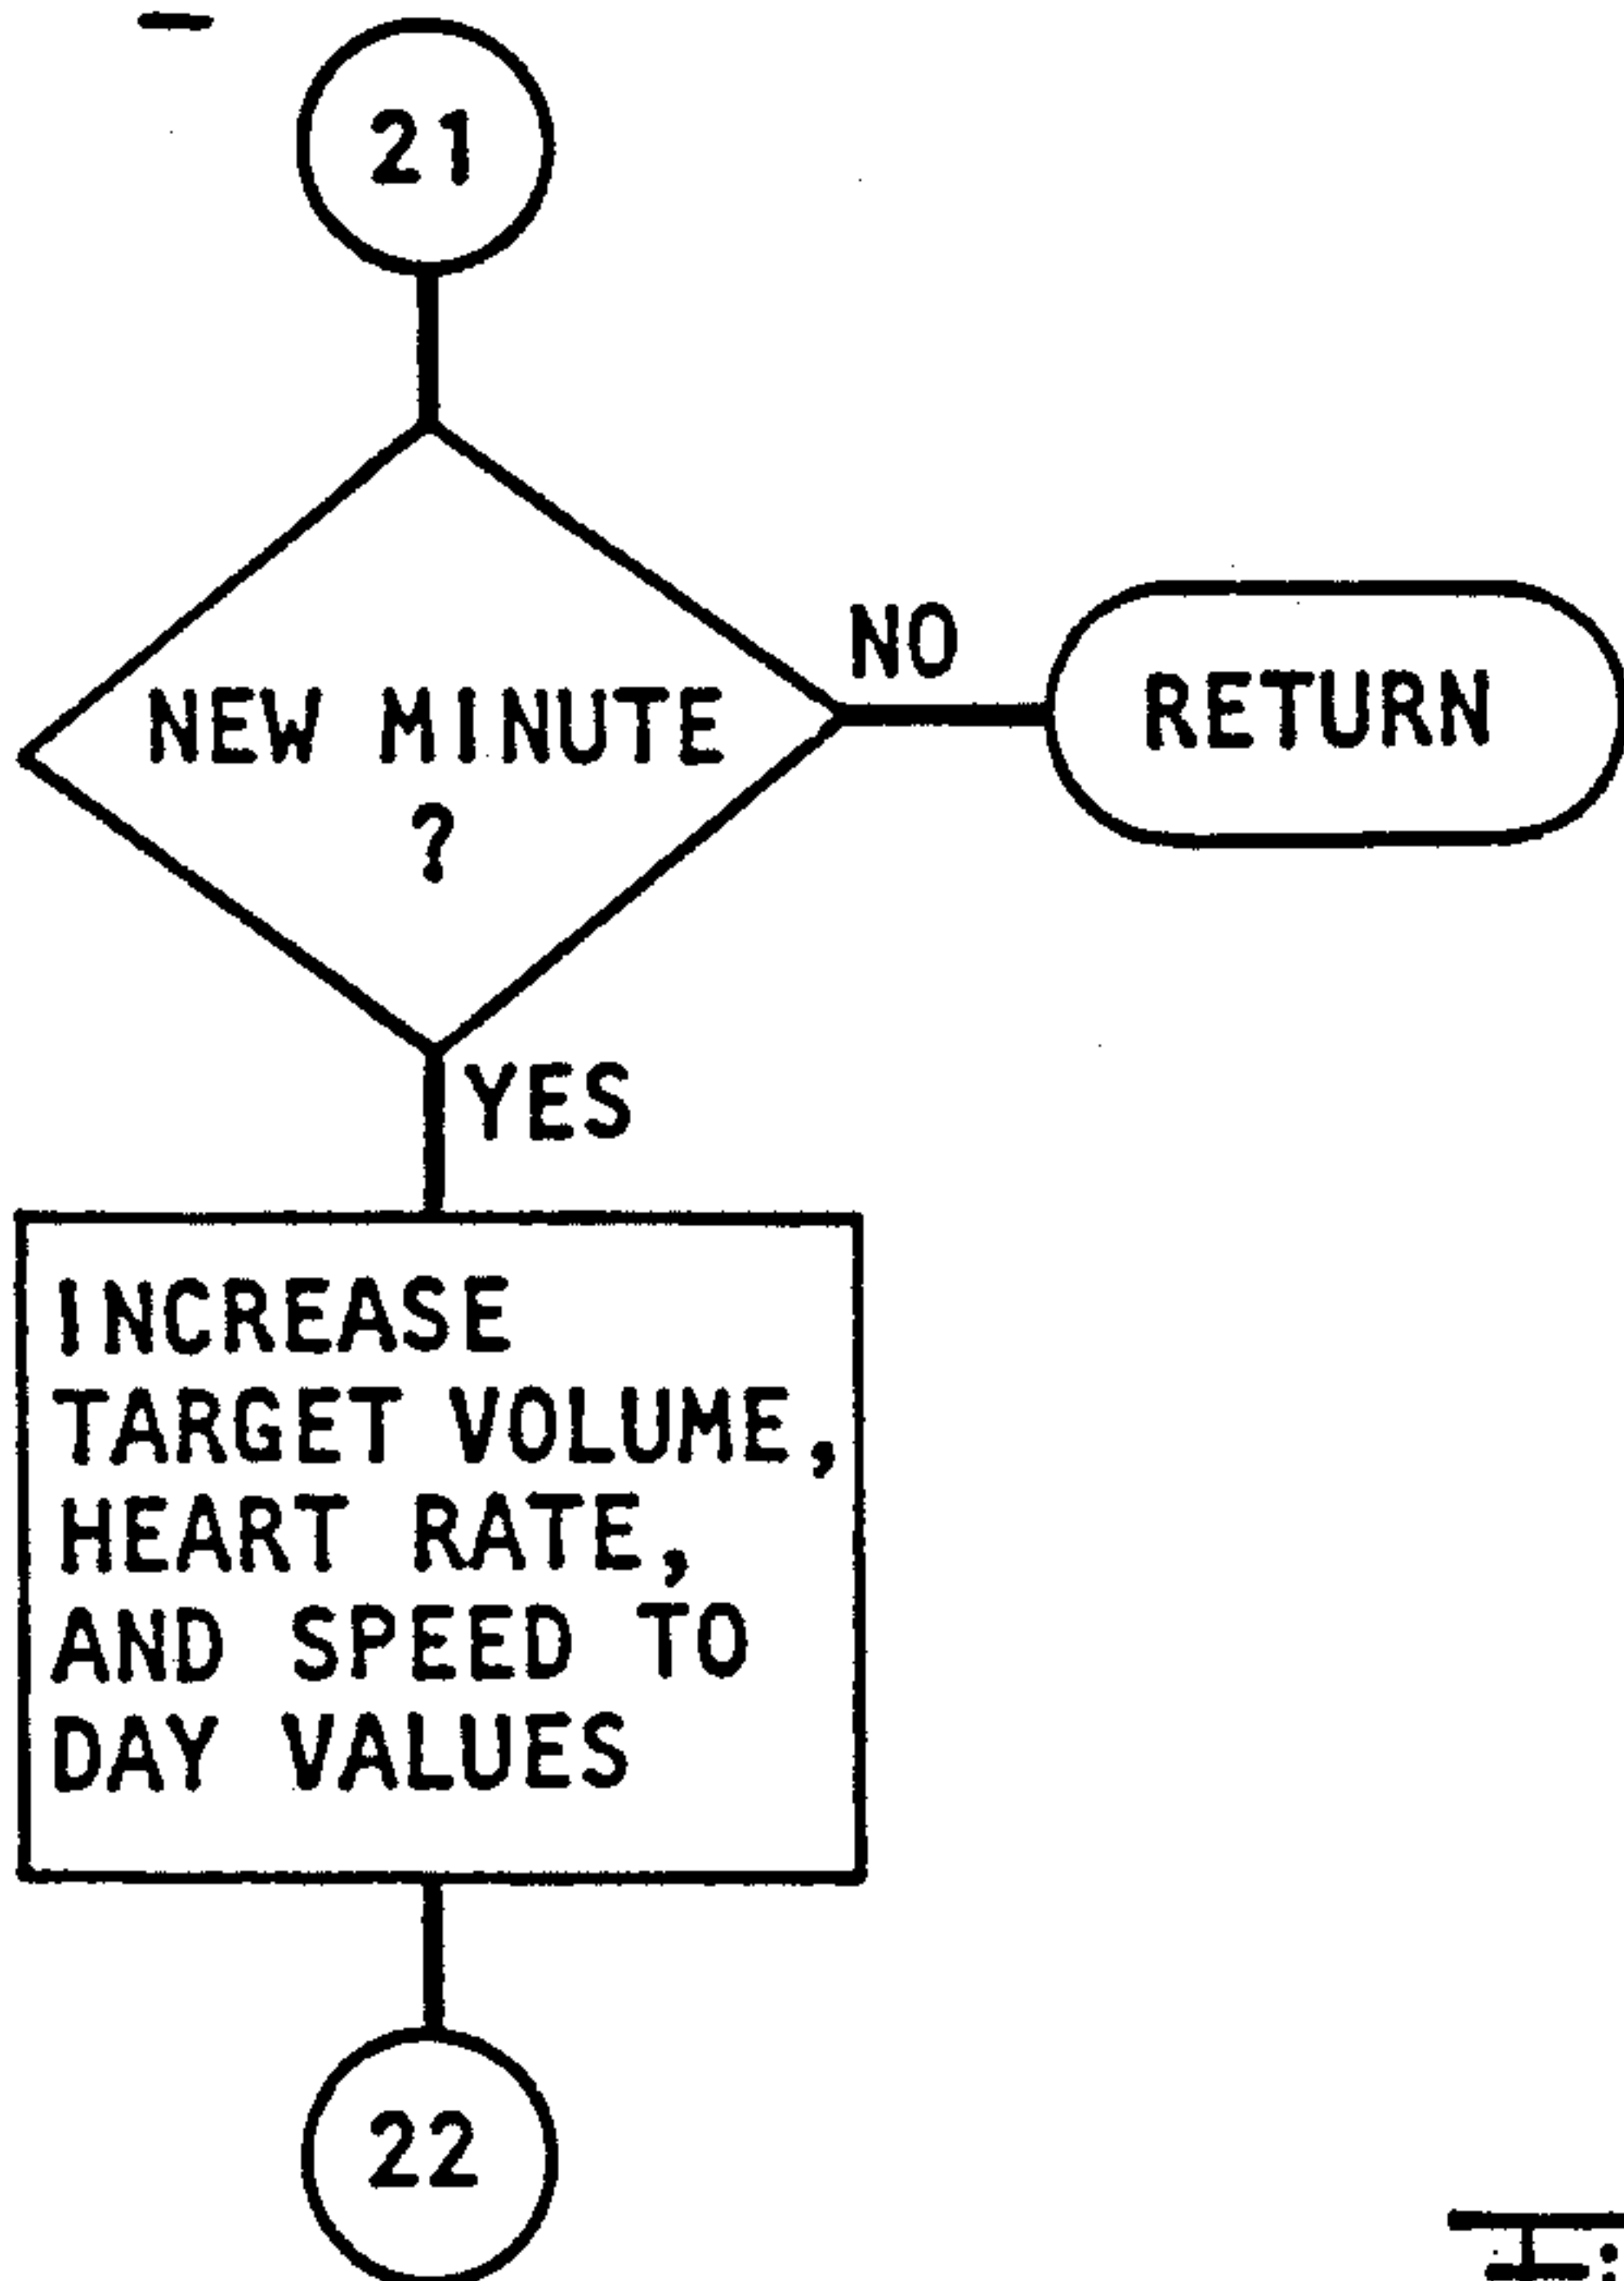 21
NEW MINUTE
?
NO
RETURN
YES
INCREASE
TARGET VOLUME,
HEART RATE,
AND SPEED TO
DAY VALUES
22